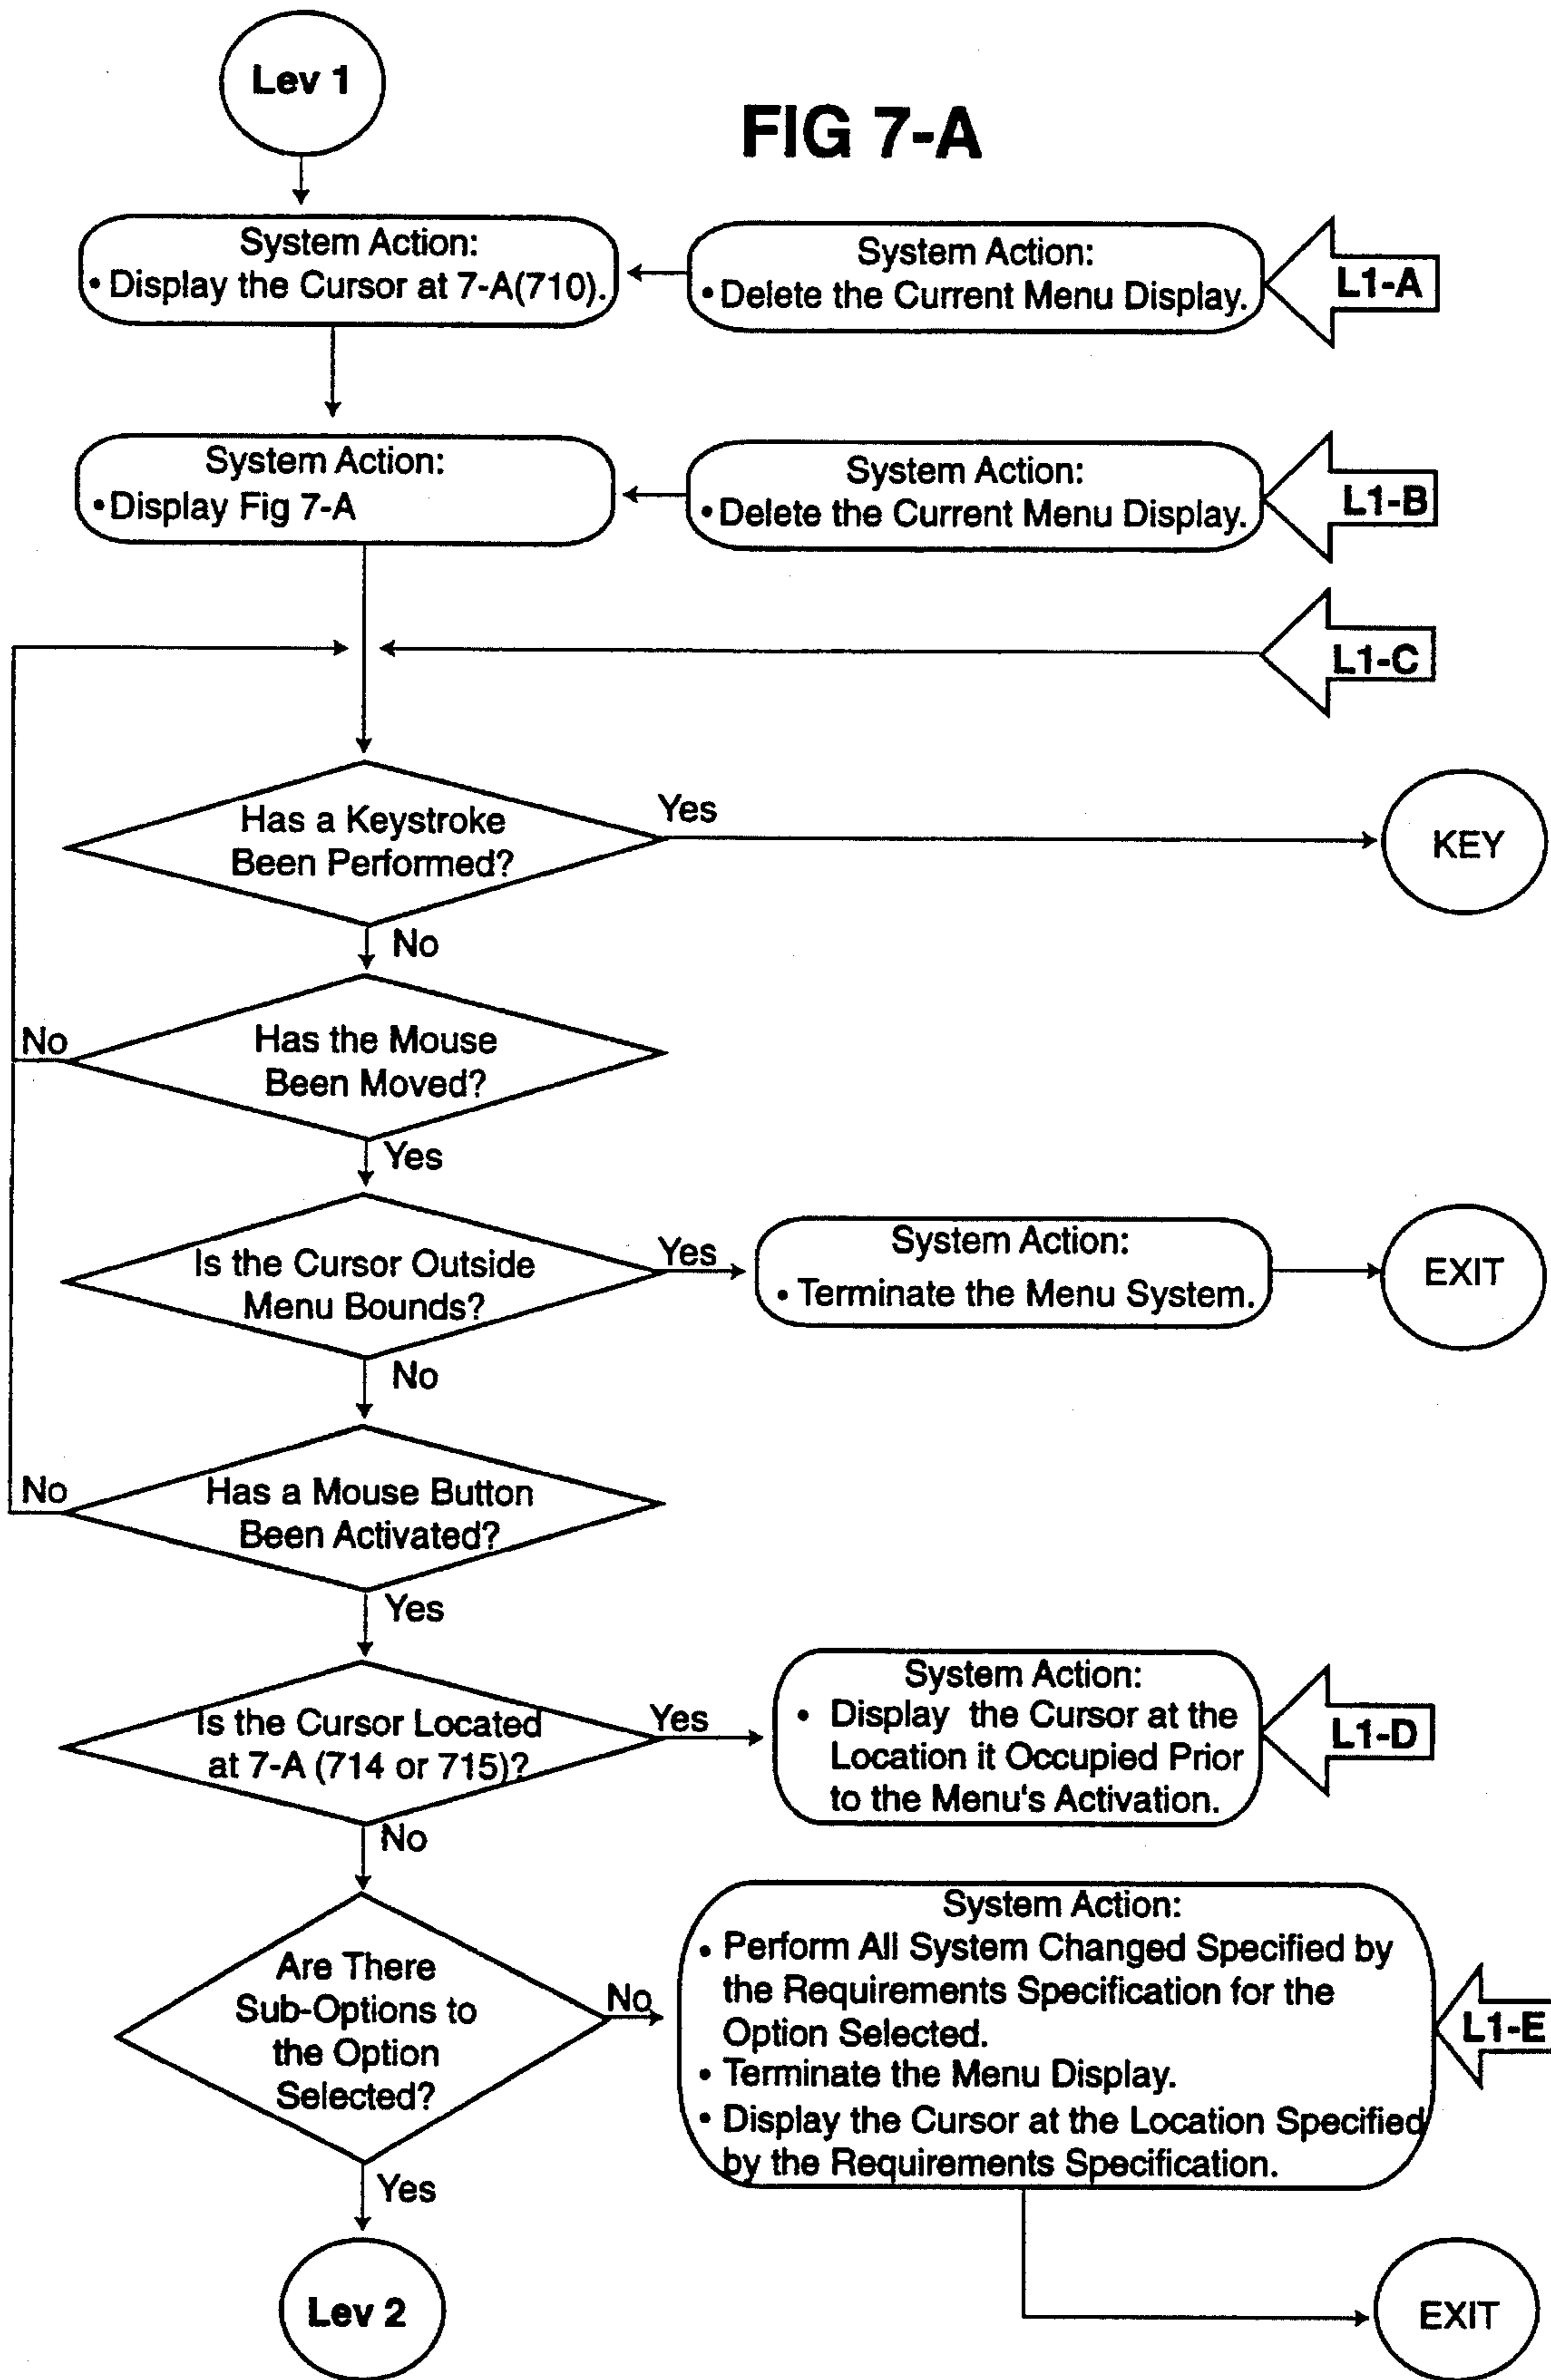 Lev 1
FIG 7-A
System Action:
• Display the Cursor at 7-A(710).
System Action:
• Delete the Current Menu Display.
L1-A
System Action:
• Display Fig 7-A
System Action:
• Delete the Current Menu Display.
L1-B
L1-C
Has a Keystroke
Been Performed?
Yes
KEY
No
Has the Mouse
Been Moved?
No
Yes
Is the Cursor Outside
Menu Bounds?
Yes
System Action:
• Terminate the Menu System.
EXIT
No
Has a Mouse Button
Been Activated?
No
Yes
Is the Cursor Located
at 7-A (714 or 715)?
Yes
System Action:
• Display the Cursor at the
Location it Occupied Prior
to the Menu's Activation.
L1-D
No
Are There
Sub-Options to
the Option
Selected?
No
System Action:
• Perform All System Changed Specified by
the Requirements Specification for the
Option Selected.
• Terminate the Menu Display.
• Display the Cursor at the Location Specified
by the Requirements Specification.
L1-E
Yes
Lev 2
EXIT